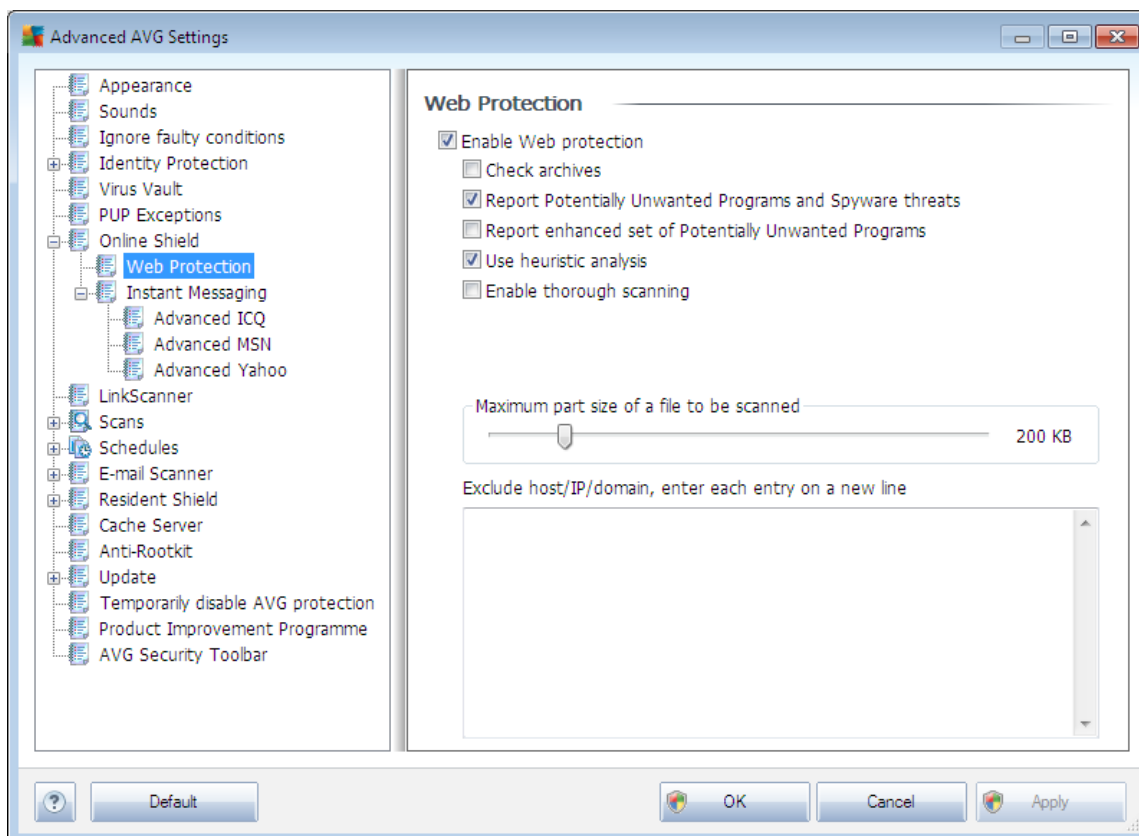 Advanced AVG Settings
Appearance
Sounds
Ignore faulty conditions
Identity Protection
Virus Vault
PUP Exceptions
Online Shield
Web Protection
Instant Messaging
Advanced ICQ
Advanced MSN
Advanced Yahoo
LinkScanner
Scans
Schedules
E-mail Scanner
Resident Shield
Cache Server
Anti-Rootkit
Update
Temporarily disable AVG protection
Product Improvement Programme
AVG Security Toolbar
Web Protection
Enable Web protection
Check archives
Report Potentially Unwanted Programs and Spyware threats
Report enhanced set of Potentially Unwanted Programs
Use heuristic analysis
Enable thorough scanning
Maximum part size of a file to be scanned
200 KB
Exclude host/IP/domain, enter each entry on a new line
? Default OK Cancel Apply